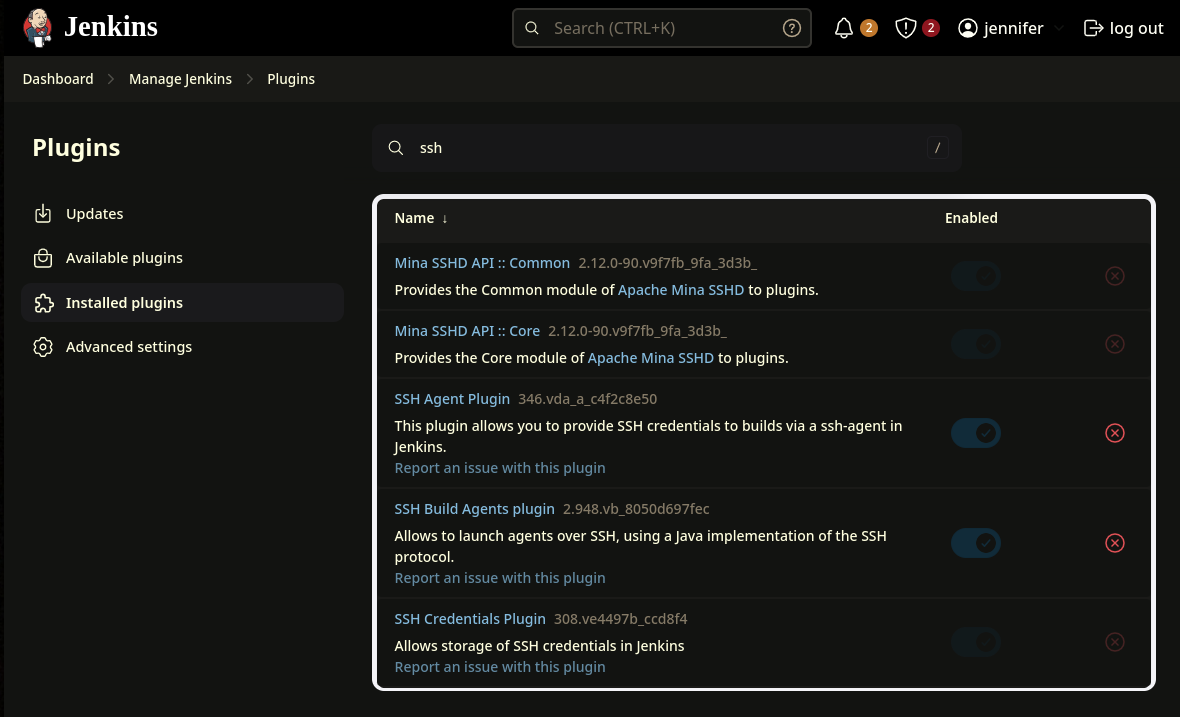 Jenkins
Search (CTRL+K)
2
2
jennifer
log out
Dashboard
Manage Jenkins
Plugins
Plugins
ssh
/
Updates
Available plugins
Installed plugins
Advanced settings
Name ↓ Enabled
Mina SSHD API :: Common 2.12.0-90.v9f7fb_9fa_3d3b_
Provides the Common module of Apache Mina SSHD to plugins.
Mina SSHD API :: Core 2.12.0-90.v9f7fb_9fa_3d3b_
Provides the Core module of Apache Mina SSHD to plugins.
SSH Agent Plugin 346.vda_a_c4f2c8e50
This plugin allows you to provide SSH credentials to builds via a ssh-agent in
Jenkins.
Report an issue with this plugin
SSH Build Agents plugin 2.948.vb_8050d697fec
Allows to launch agents over SSH, using a Java implementation of the SSH
protocol.
Report an issue with this plugin
SSH Credentials Plugin 308.ve4497b_ccd8f4
Allows storage of SSH credentials in Jenkins
Report an issue with this plugin